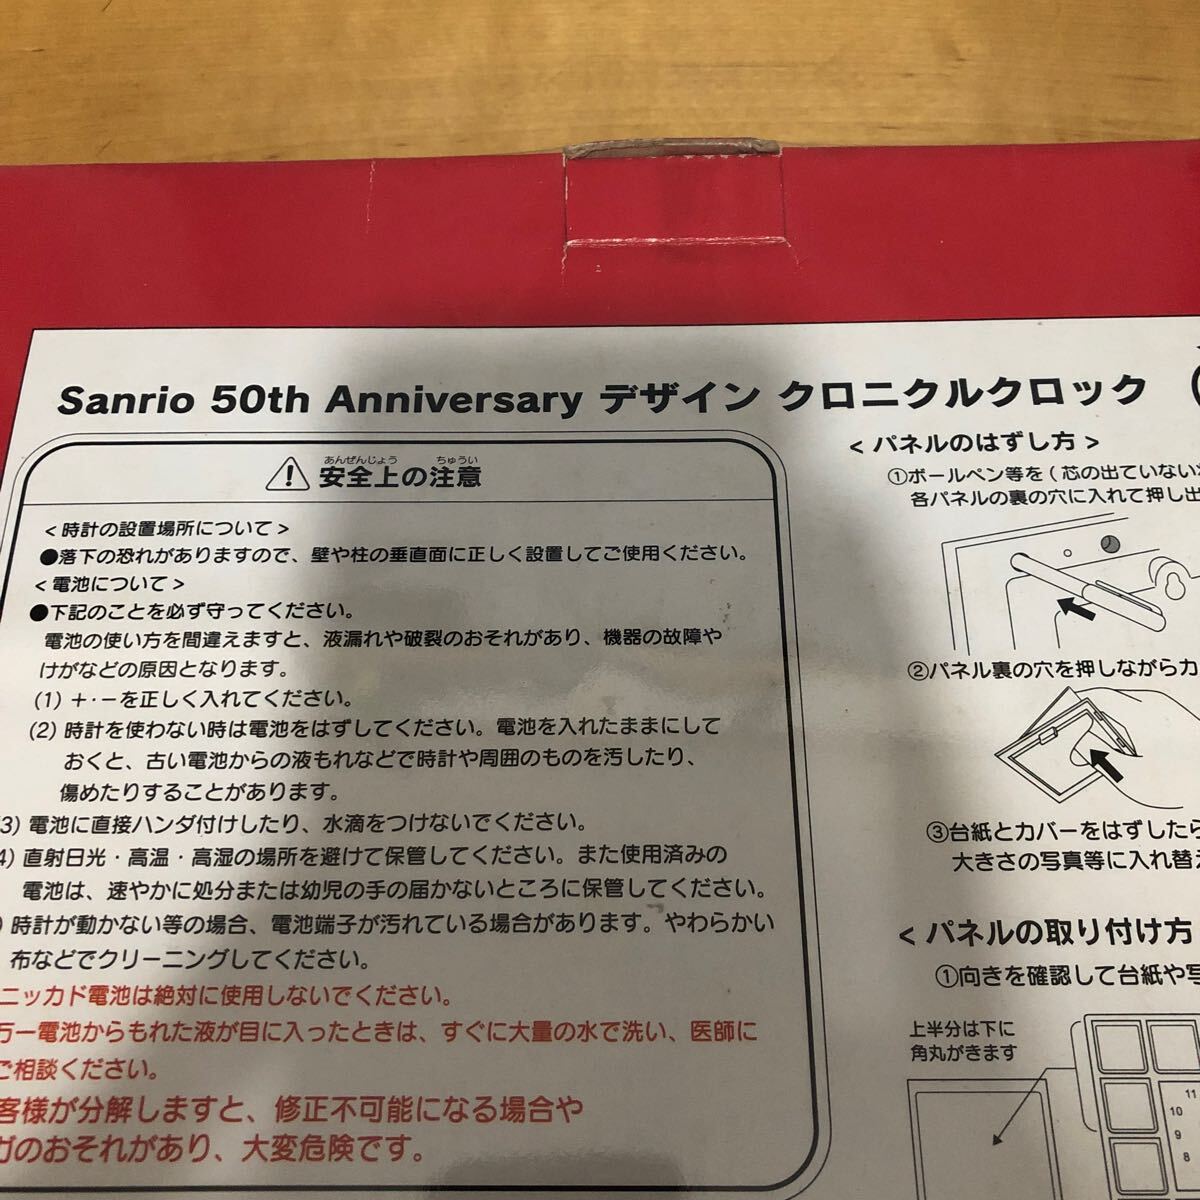 Sanrio 50th Anniversary デザイン クロニクルクロック
あんぜんじょう ちゅうい
安全上の注意
< 時計の設置場所について >
●落下の恐れがありますので、壁や柱の垂直面に正しく設置してご使用ください。
< 電池について >
●下記のことを必ず守ってください。
電池の使い方を間違えますと、液漏れや破裂のおそれがあり、機器の故障や
けがなどの原因となります。
(1) +・−を正しく入れてください。
(2) 時計を使わない時は電池をはずしてください。電池を入れたままにして
おくと、古い電池からの液もれなどで時計や周囲のものを汚したり、
傷めたりすることがあります。
3) 電池に直接ハンダ付けしたり、水滴をつけないでください。
4) 直射日光・高温・高湿の場所を避けて保管してください。また使用済みの
電池は、速やかに処分または幼児の手の届かないところに保管してください。
) 時計が動かない等の場合、電池端子が汚れている場合があります。やわらかい
布などでクリーニングしてください。
ニッカド電池は絶対に使用しないでください。
万一電池からもれた液が目に入ったときは、すぐに大量の水で洗い、医師に
ご相談ください。
客様が分解しますと、修正不可能になる場合や
ガのおそれがあり、大変危険です。
< パネルのはずし方 >
①ボールペン等を ( 芯の出ていない
各パネルの裏の穴に入れて押し出
②パネル裏の穴を押しながらカ
③台紙とカバーをはずしたら
大きさの写真等に入れ替え
< パネルの取り付け方
①向きを確認して台紙や写
上半分は下に
角丸がきます
11
10
9
8